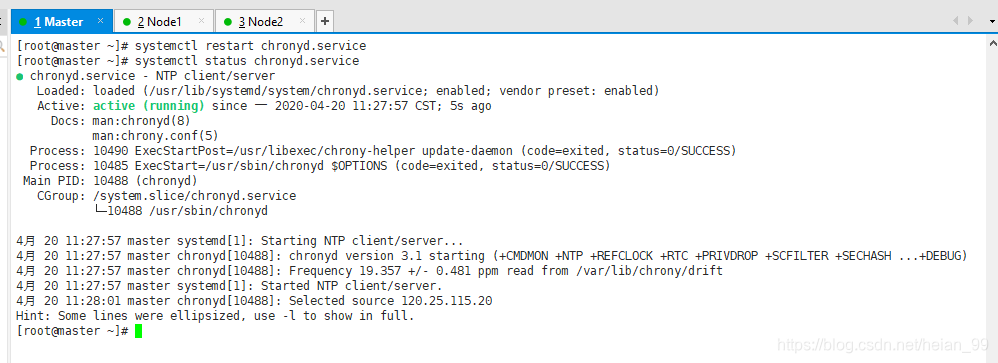 1 Master × 2 Node1 × 3 Node2 × +
[root@master ~]# systemctl restart chronyd.service
[root@master ~]# systemctl status chronyd.service
● chronyd.service - NTP client/server
Loaded: loaded (/usr/lib/systemd/system/chronyd.service; enabled; vendor preset: enabled)
Active: active (running) since 一 2020-04-20 11:27:57 CST; 5s ago
Docs: man:chronyd(8)
man:chrony.conf(5)
Process: 10490 ExecStartPost=/usr/libexec/chrony-helper update-daemon (code=exited, status=0/SUCCESS)
Process: 10485 ExecStart=/usr/sbin/chronyd $OPTIONS (code=exited, status=0/SUCCESS)
Main PID: 10488 (chronyd)
CGroup: /system.slice/chronyd.service
└─10488 /usr/sbin/chronyd
4月 20 11:27:57 master systemd[1]: Starting NTP client/server...
4月 20 11:27:57 master chronyd[10488]: chronyd version 3.1 starting (+CMDMON +NTP +REFCLOCK +RTC +PRIVDROP +SCFILTER +SECHASH ...+DEBUG)
4月 20 11:27:57 master chronyd[10488]: Frequency 19.357 +/- 0.481 ppm read from /var/lib/chrony/drift
4月 20 11:27:57 master systemd[1]: Started NTP client/server.
4月 20 11:28:01 master chronyd[10488]: Selected source 120.25.115.20
Hint: Some lines were ellipsized, use -l to show in full.
[root@master ~]#
https://blog.csdn.net/heian_99